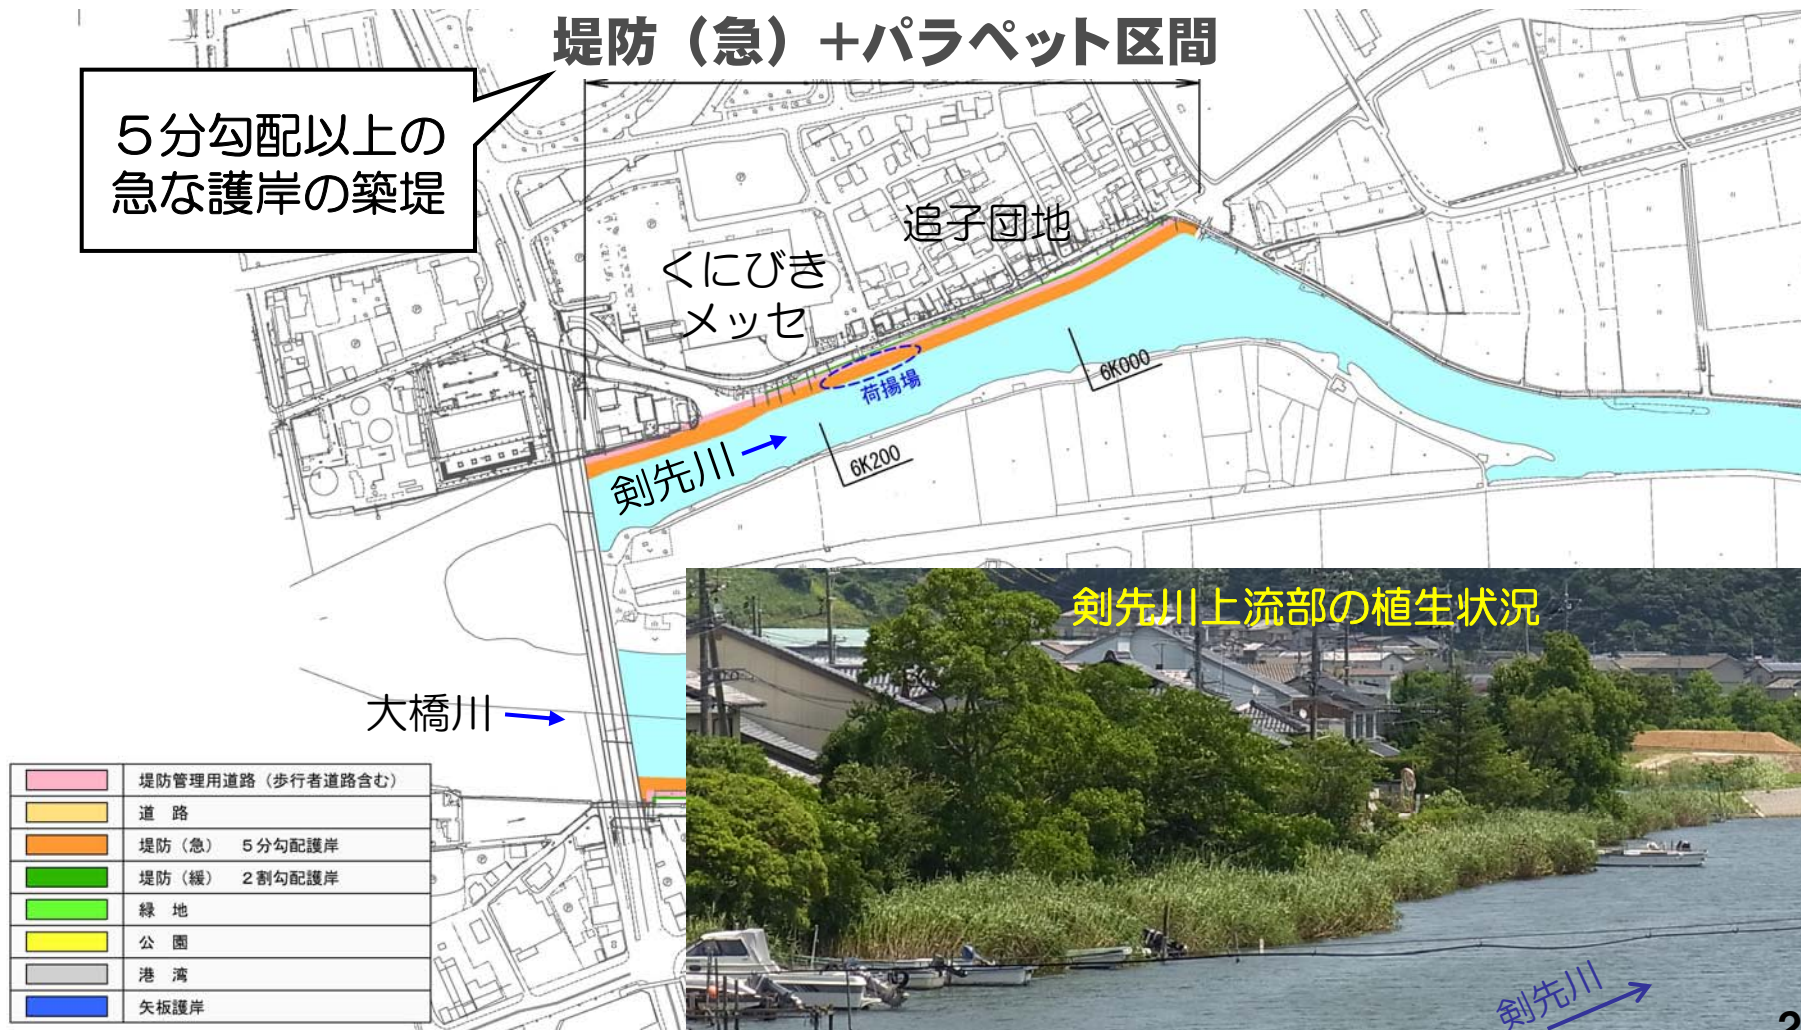 堤防（急）＋パラペット区間
５分勾配以上の
急な護岸の築堤
追子団地
くにびき
メッセ
荷揚場
6K000
6K200
剣先川
大橋川
堤防管理用道路（歩行者道路含む）
道 路
堤防（急） ５分勾配護岸
堤防（緩） ２割勾配護岸
緑 地
公 園
港 湾
矢板護岸
剣先川上流部の植生状況
剣先川
2